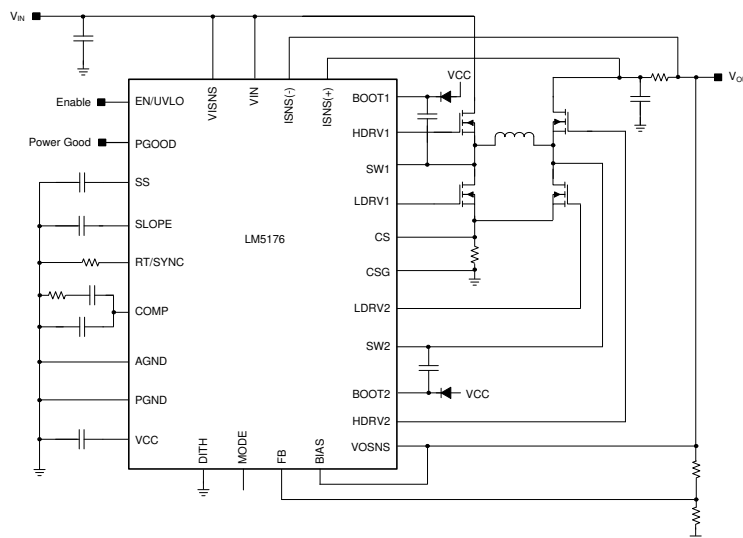 VIN
VISNS
VIN
ISNS(-)
ISNS(+)
EN/UVLO
Enable
PGOOD
Power Good
SS
SLOPE
RT/SYNC
COMP
AGND
PGND
VCC
LM5176
BOOT1
VCC
HDRV1
SW1
LDRV1
CS
CSG
LDRV2
SW2
BOOT2
VCC
HDRV2
VOSNS
DITH
MODE
FB
BIAS